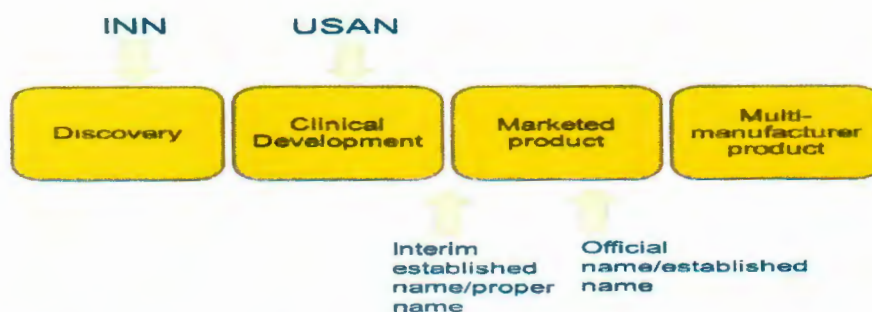 INN
USAN
Discovery
Clinical
Development
Marketed
product
Multi-
manufacturer
product
Interim
established
name/proper
name
Official
name/established
name